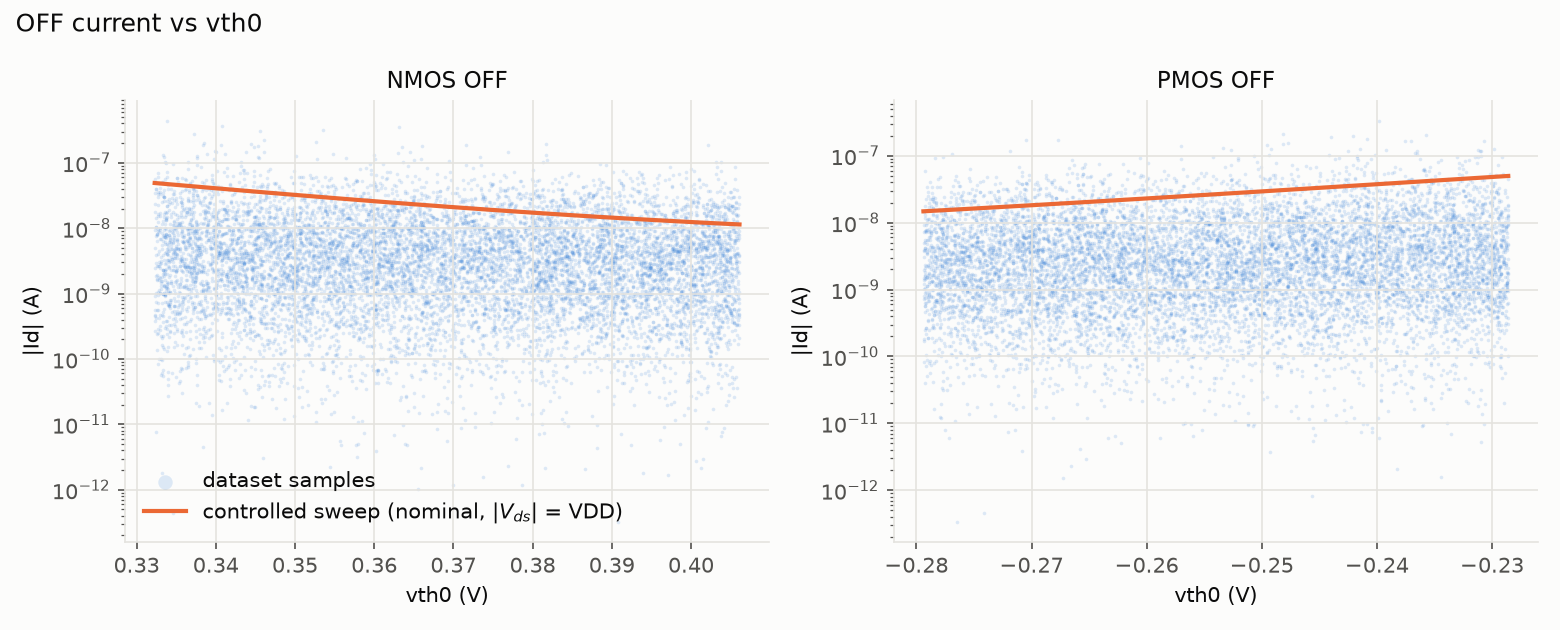 OFF current vs vth0
NMOS OFF
|Id| (A)
10⁻⁷
10⁻⁸
10⁻⁹
10⁻¹⁰
10⁻¹¹
10⁻¹²
dataset samples
controlled sweep (nominal, |V_ds| = VDD)
0.33 0.34 0.35 0.36 0.37 0.38 0.39 0.40
vth0 (V)
PMOS OFF
|Id| (A)
10⁻⁷
10⁻⁸
10⁻⁹
10⁻¹⁰
10⁻¹¹
10⁻¹²
−0.28 −0.27 −0.26 −0.25 −0.24 −0.23
vth0 (V)